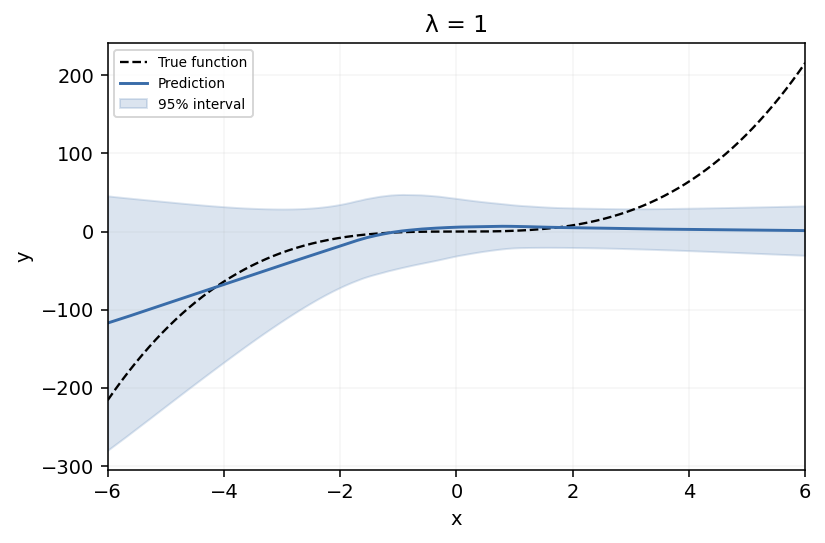 λ = 1
True function
Prediction
95% interval
200
100
0
−100
−200
−300
y
−6 −4 −2 0 2 4 6
x